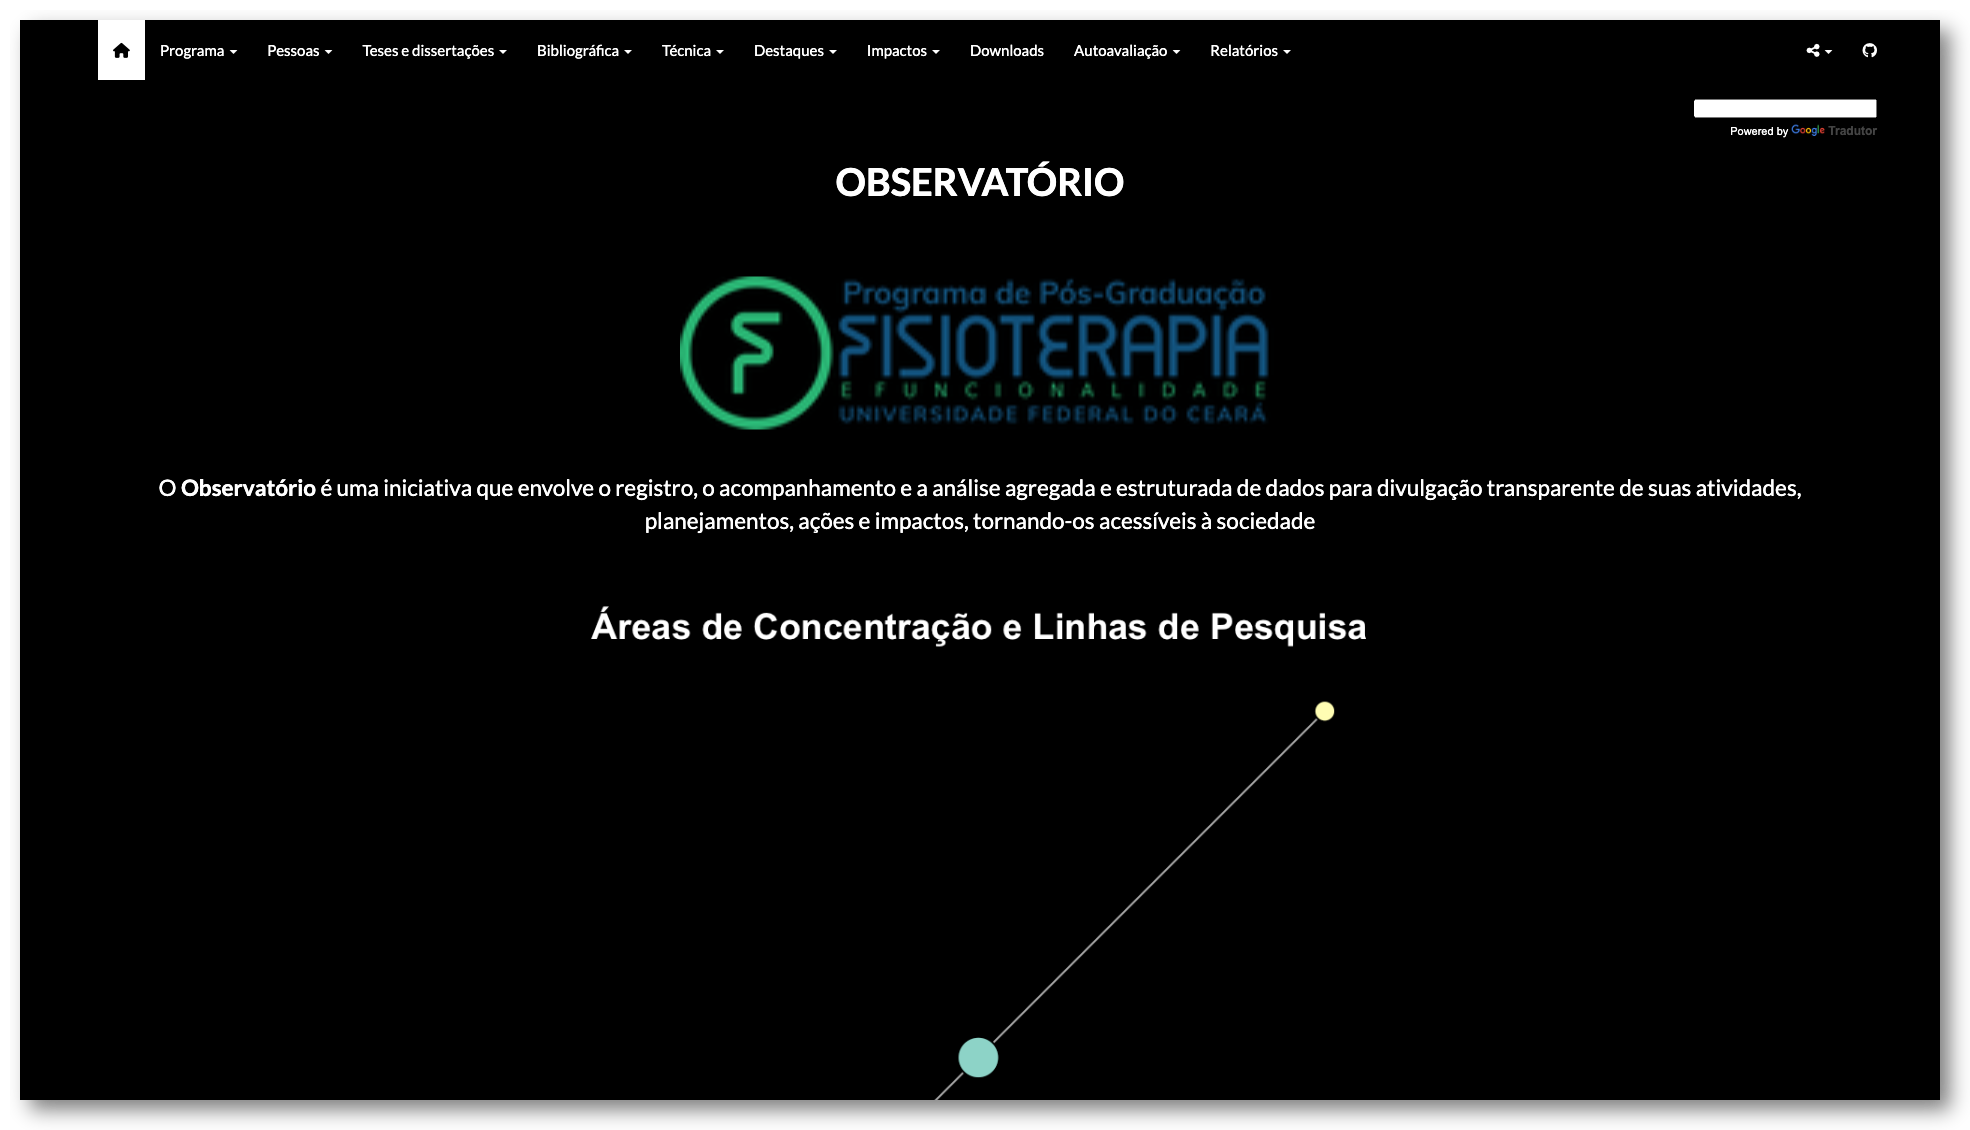 Programa Pessoas Teses e dissertações Bibliográfica Técnica Destaques Impactos Downloads Autoavaliação Relatórios
Powered by Google Tradutor
OBSERVATÓRIO
Programa de Pós-Graduação
FISIOTERAPIA
E FUNCIONALIDADE
UNIVERSIDADE FEDERAL DO CEARÁ
O Observatório é uma iniciativa que envolve o registro, o acompanhamento e a análise agregada e estruturada de dados para divulgação transparente de suas atividades,
planejamentos, ações e impactos, tornando-os acessíveis à sociedade
Áreas de Concentração e Linhas de Pesquisa